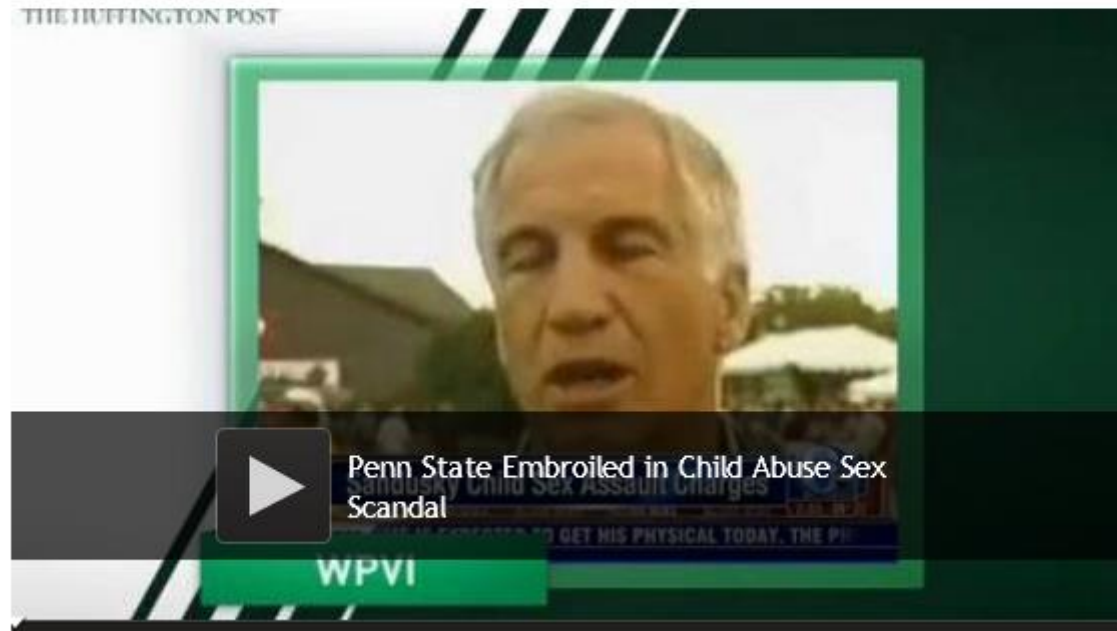 THE HUFFINGTON POST
Penn State Embroiled in Child Abuse Sex
Scandal
Sandusky Child Sex Assault Charges
TO GET HIS PHYSICAL TODAY. THE
WPVI